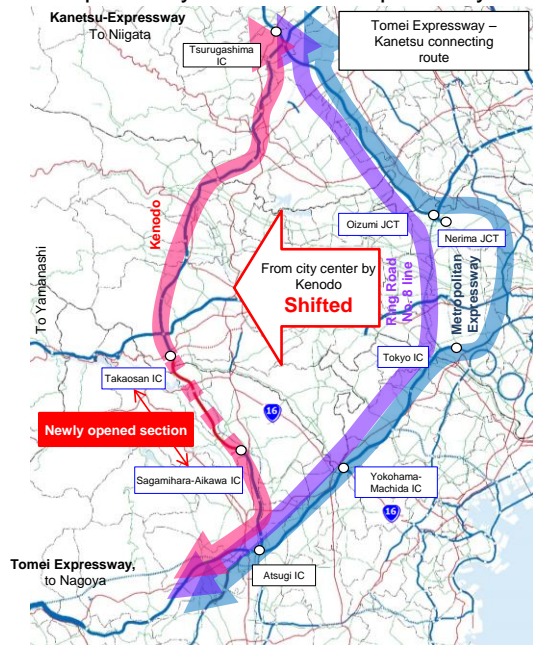 Kanetsu-Expressway
To Niigata
Tsurugashima
IC
Tomei Expressway –
Kanetsu connecting
route
Kenodo
Oizumi JCT
Nerima JCT
From city center by
Kenodo
Shifted
Ring Road
No. 8 line
Metropolitan
Expressway
To Yamanashi
Tokyo IC
Takaosan IC
16
Newly opened section
Sagamihara-Aikawa IC
Yokohama-
Machida IC
16
Tomei Expressway,
to Nagoya
Atsugi IC